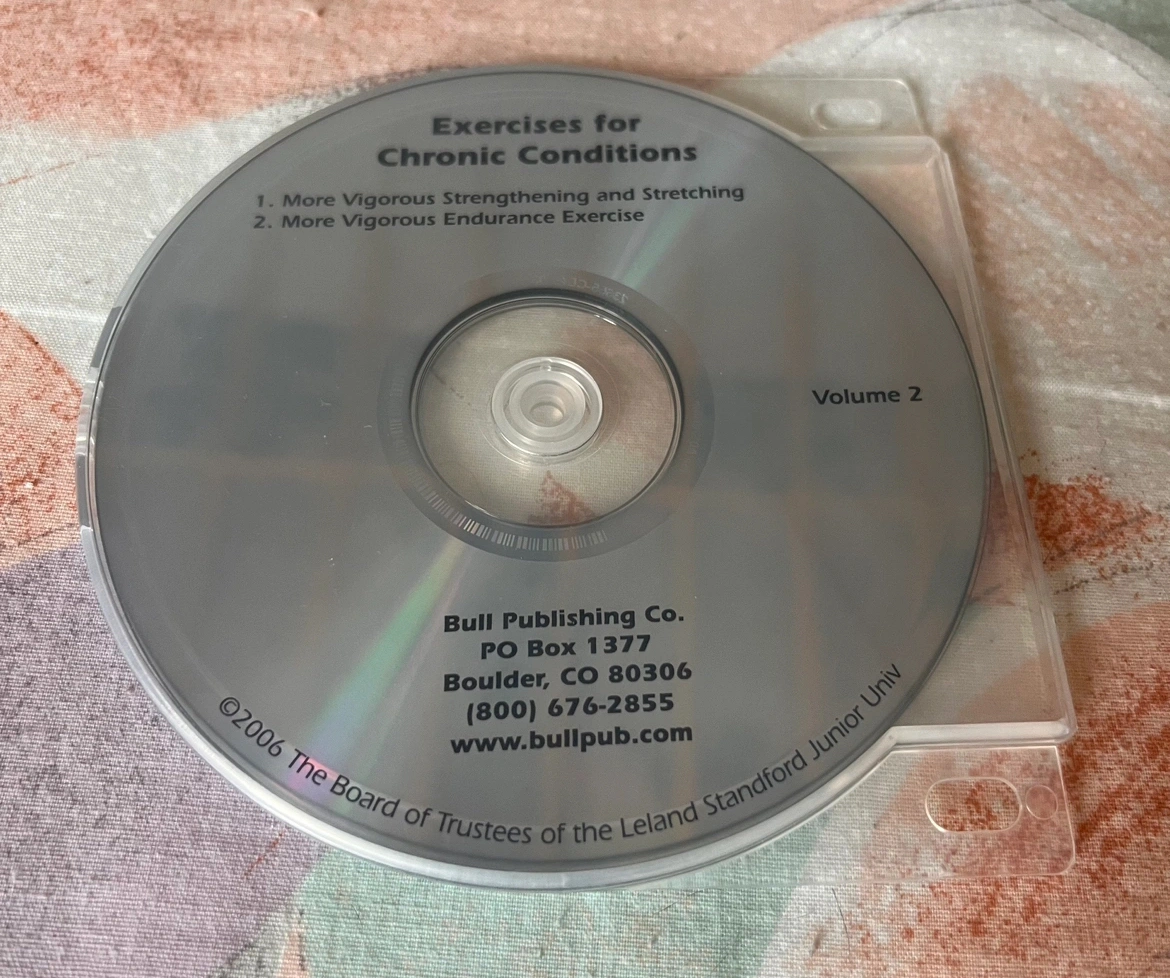 Exercises for
Chronic Conditions
1. More Vigorous Strengthening and Stretching
2. More Vigorous Endurance Exercise
Volume 2
Bull Publishing Co.
PO Box 1377
Boulder, CO 80306
(800) 676-2855
www.bullpub.com
©2006 The Board of Trustees of the Leland Standford Junior Univ